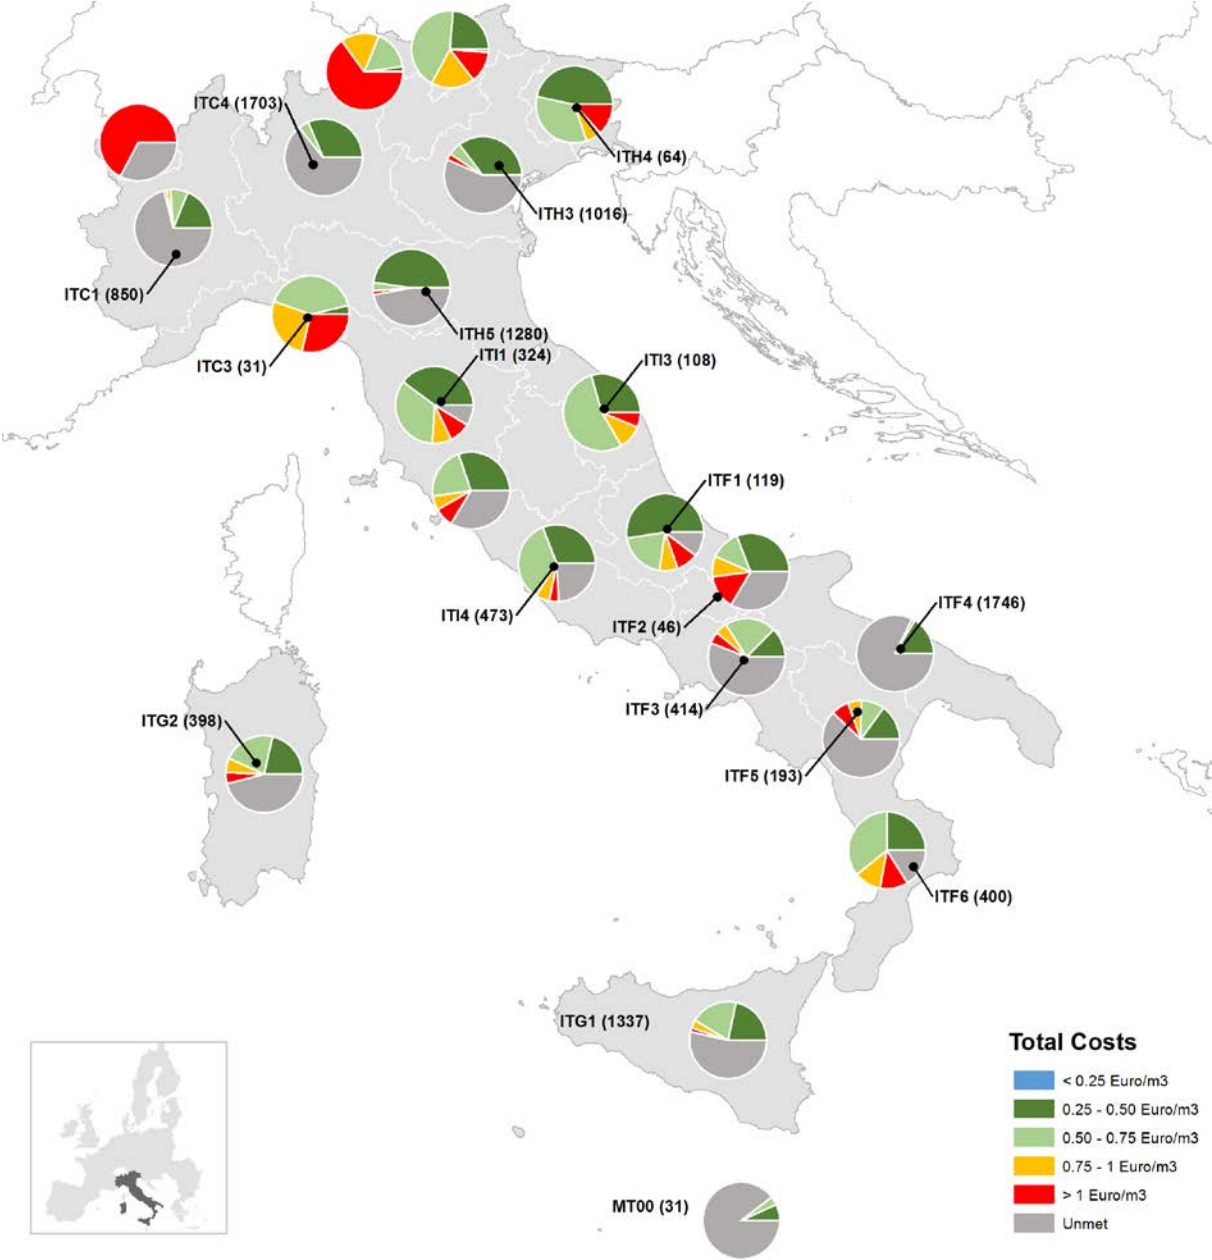 ITC4 (1703)
ITH4 (64)
ITH3 (1016)
ITC1 (850)
ITH5 (1280)
ITI1 (324)
ITC3 (31)
ITI3 (108)
ITF1 (119)
ITI4 (473)
ITF2 (46)
ITF4 (1746)
ITF3 (414)
ITG2 (398)
ITF5 (193)
ITF6 (400)
ITG1 (1337)
MT00 (31)
Total Costs
< 0.25 Euro/m3
0.25 - 0.50 Euro/m3
0.50 - 0.75 Euro/m3
0.75 - 1 Euro/m3
> 1 Euro/m3
Unmet